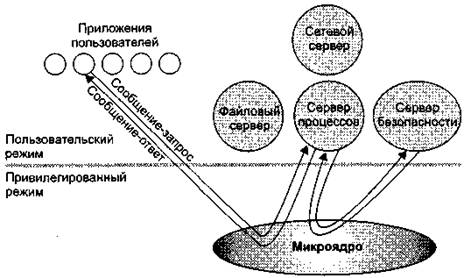 Приложения
пользователей
Сетевой
сервер
Сообщение-запрос
Сообщение-ответ
Файловый
сервер
Сервер
процессов
Сервер
безопасности
Пользовательский
режим
Привилегированный
режим
Микроядро